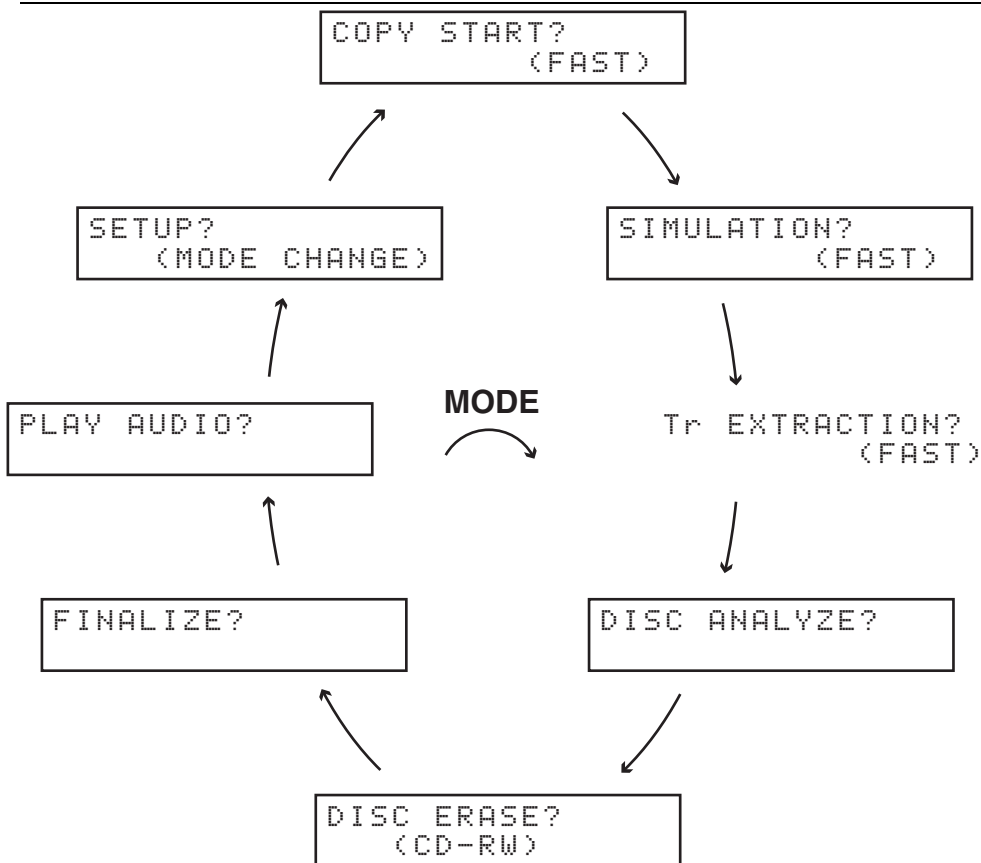 COPY START?
(FAST)
SETUP?
(MODE CHANGE)
SIMULATION?
(FAST)
PLAY AUDIO?
MODE
Tr EXTRACTION?
(FAST)
FINALIZE?
DISC ANALYZE?
DISC ERASE?
(CD-RW)